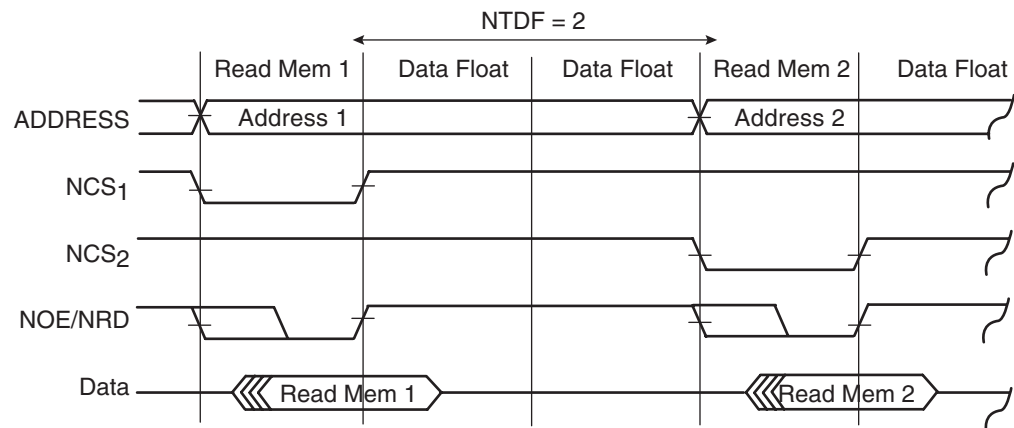 NTDF = 2
Read Mem 1 Data Float Data Float Read Mem 2 Data Float
ADDRESS Address 1 Address 2
NCS1
NCS2
NOE/NRD
Data Read Mem 1 Read Mem 2